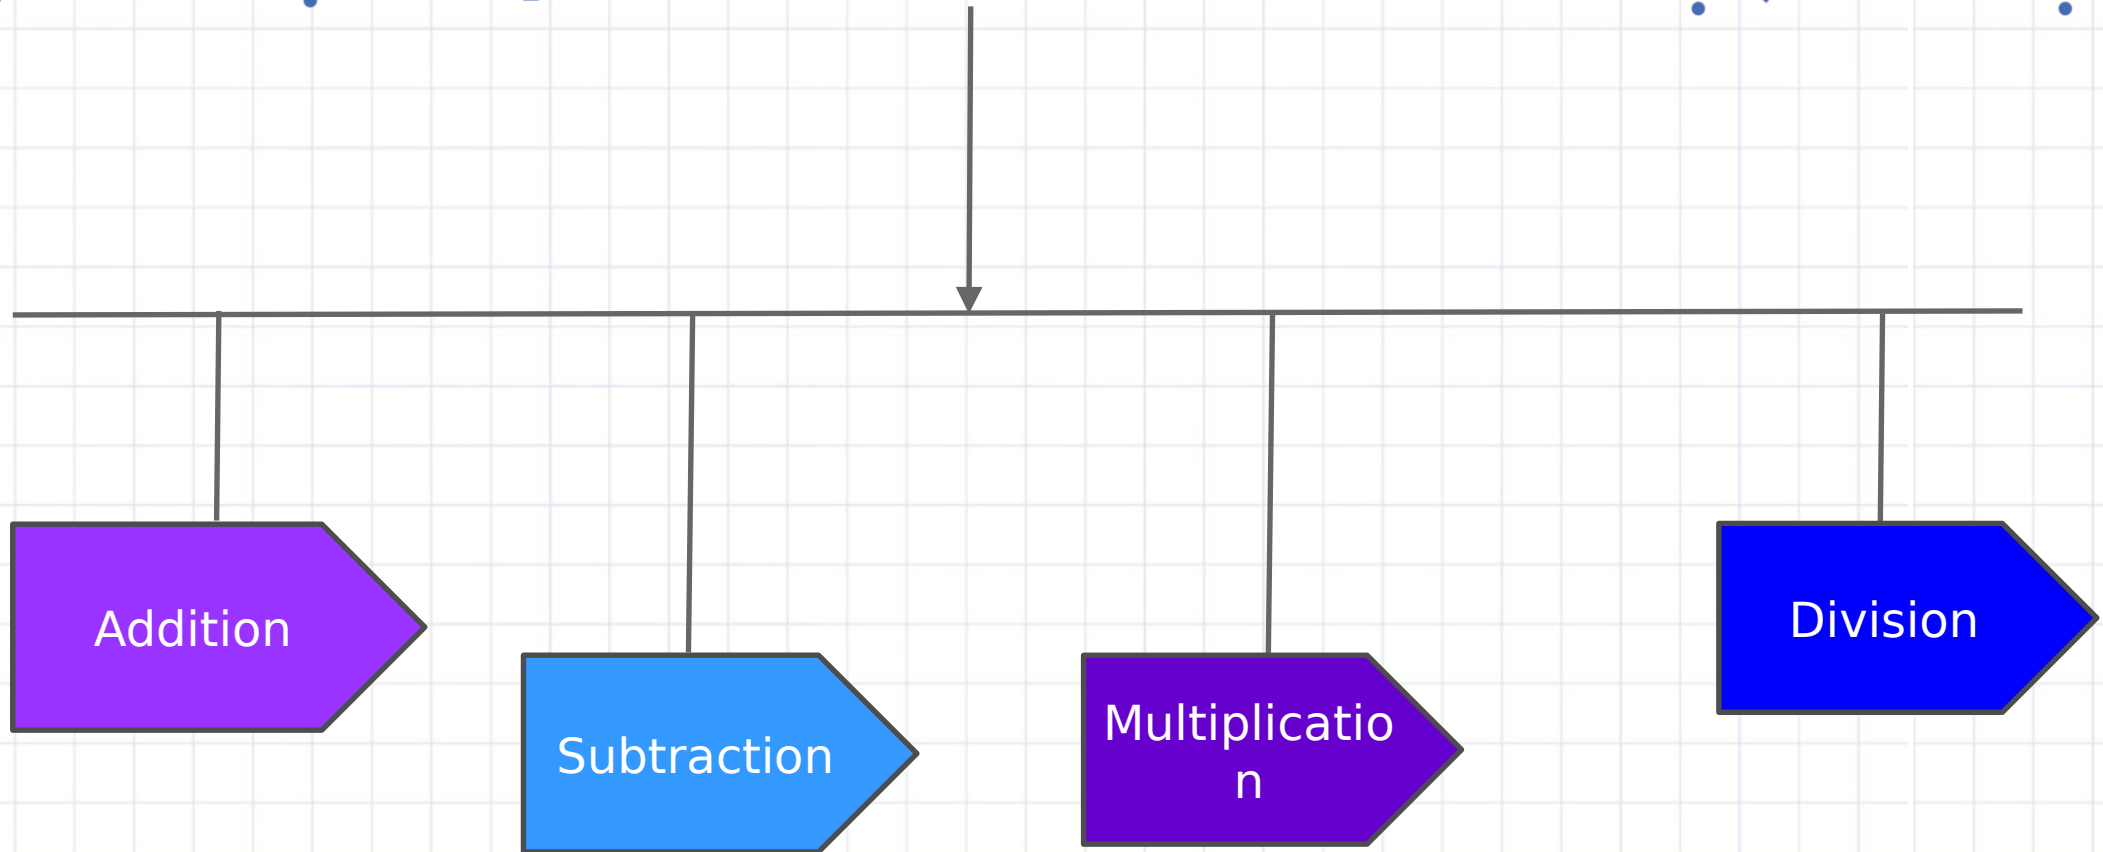 Addition
Subtraction
Multiplicatio
n
Division